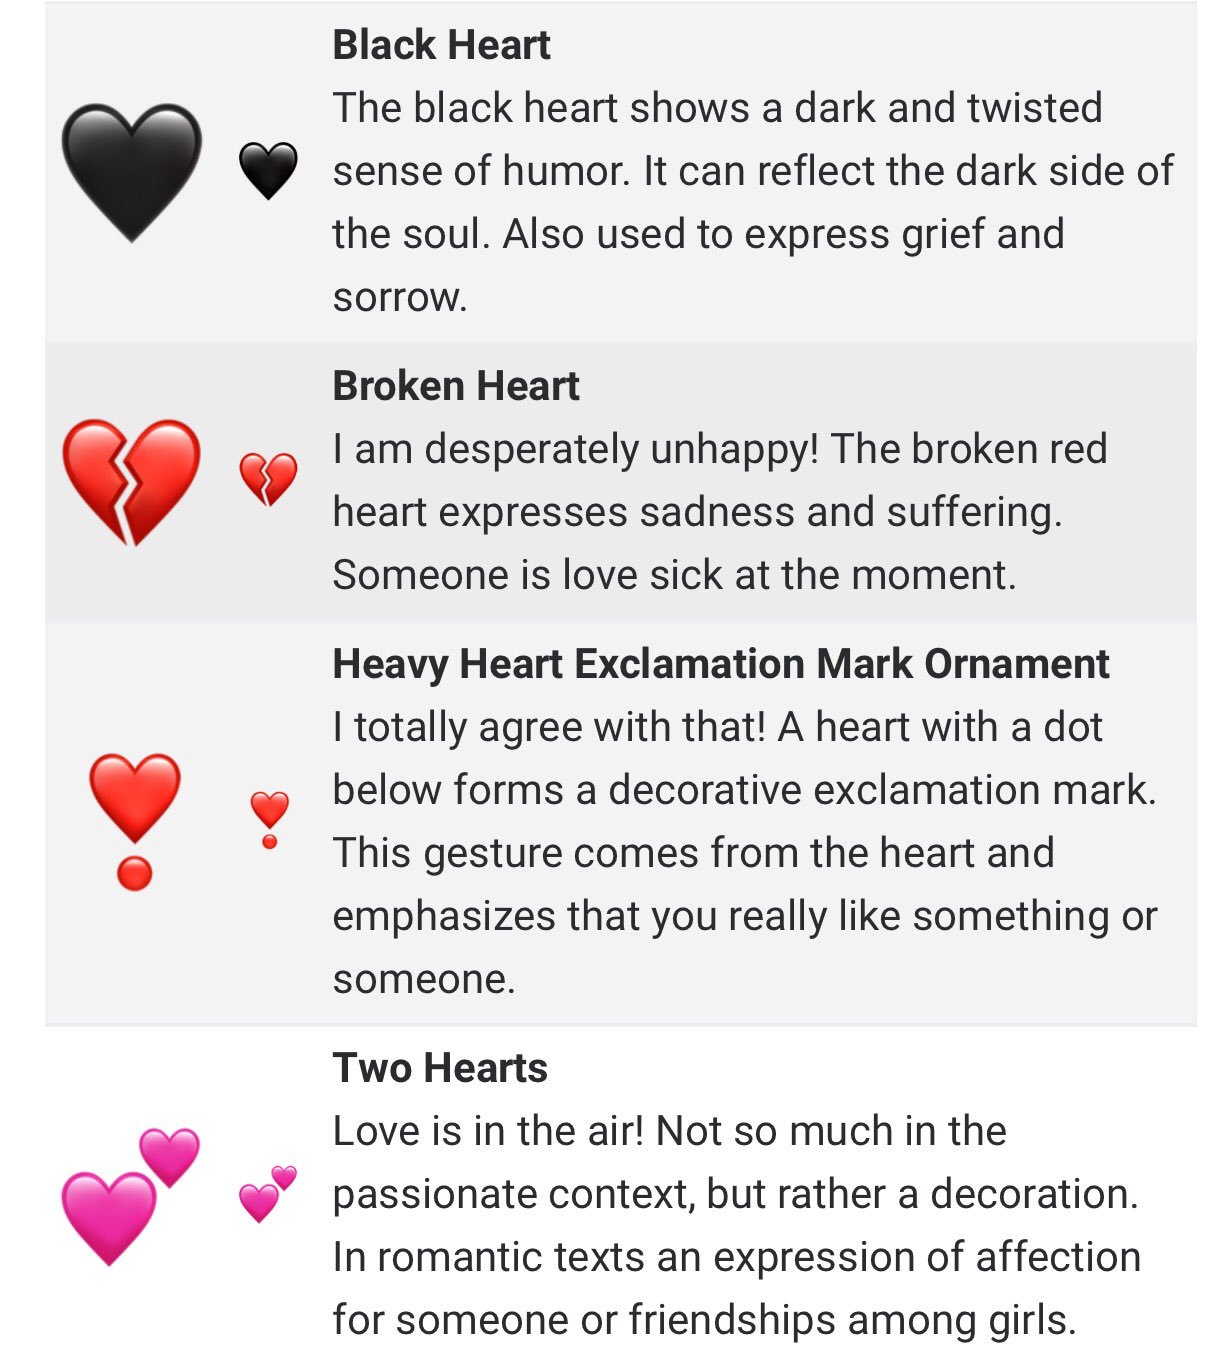 Black Heart
The black heart shows a dark and twisted
sense of humor. It can reflect the dark side of
the soul. Also used to express grief and
sorrow.
Broken Heart
I am desperately unhappy! The broken red
heart expresses sadness and suffering.
Someone is love sick at the moment.
Heavy Heart Exclamation Mark Ornament
I totally agree with that! A heart with a dot
below forms a decorative exclamation mark.
This gesture comes from the heart and
emphasizes that you really like something or
someone.
Two Hearts
Love is in the air! Not so much in the
passionate context, but rather a decoration.
In romantic texts an expression of affection
for someone or friendships among girls.